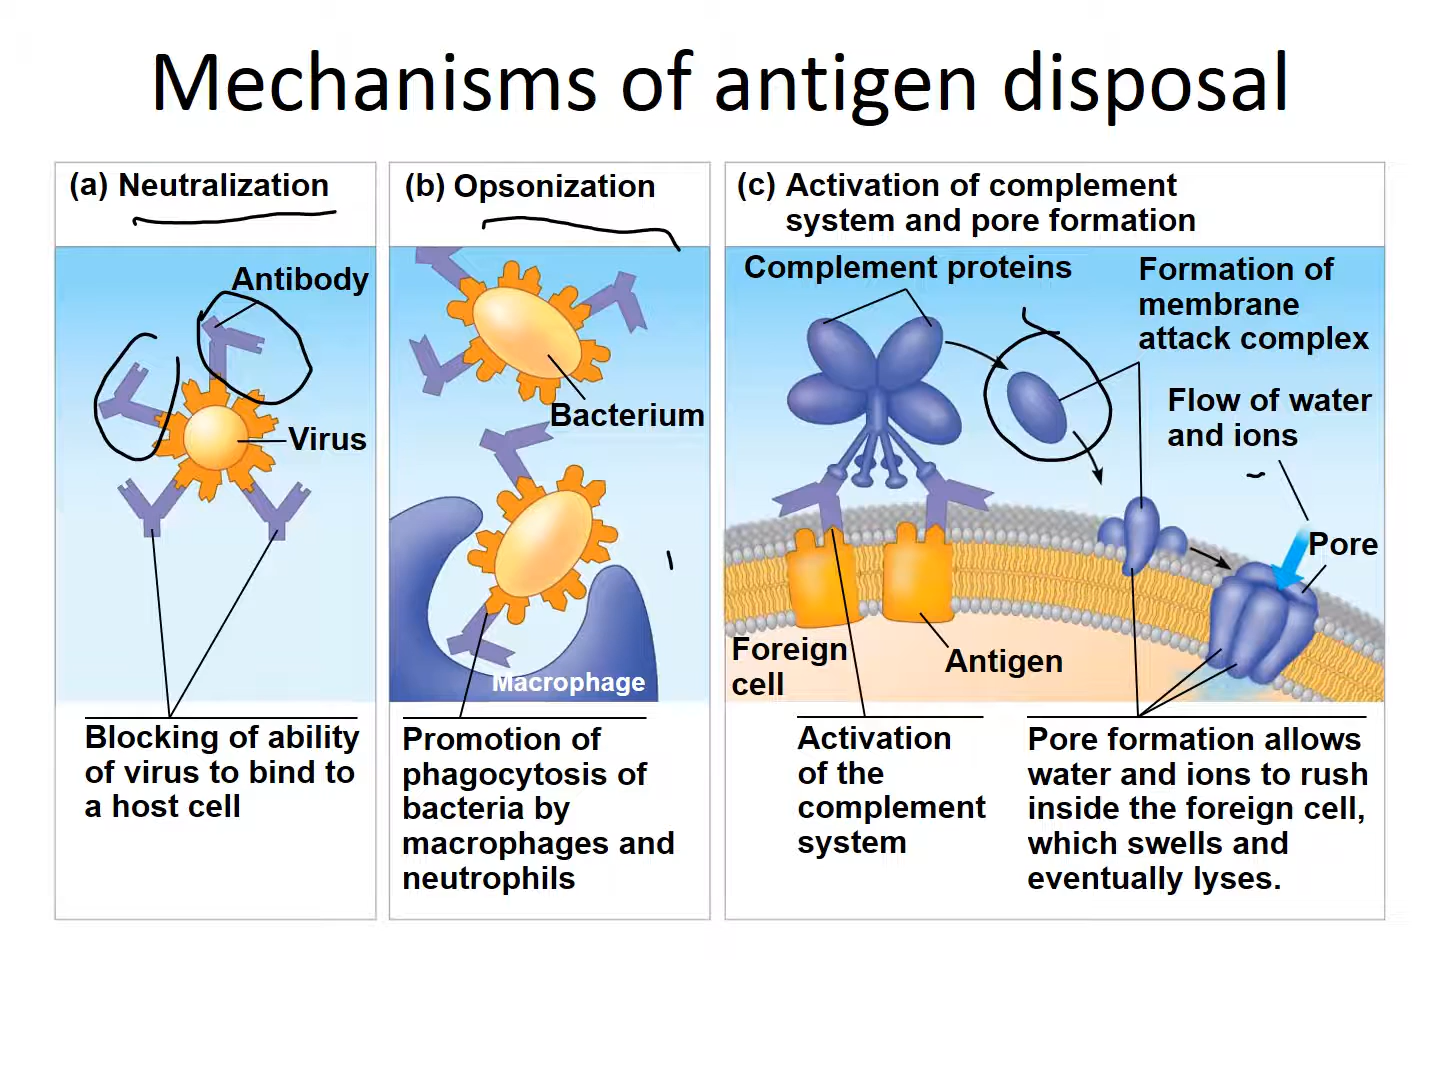 Mechanisms of antigen disposal
(a) Neutralization
Antibody
Virus
Blocking of ability
of virus to bind to
a host cell
(b) Opsonization
Bacterium
Macrophage
Promotion of
phagocytosis of
bacteria by
macrophages and
neutrophils
(c) Activation of complement
system and pore formation
Complement proteins
Formation of
membrane
attack complex
Flow of water
and ions
Pore
Foreign
cell
Antigen
Activation
of the
complement
system
Pore formation allows
water and ions to rush
inside the foreign cell,
which swells and
eventually lyses.